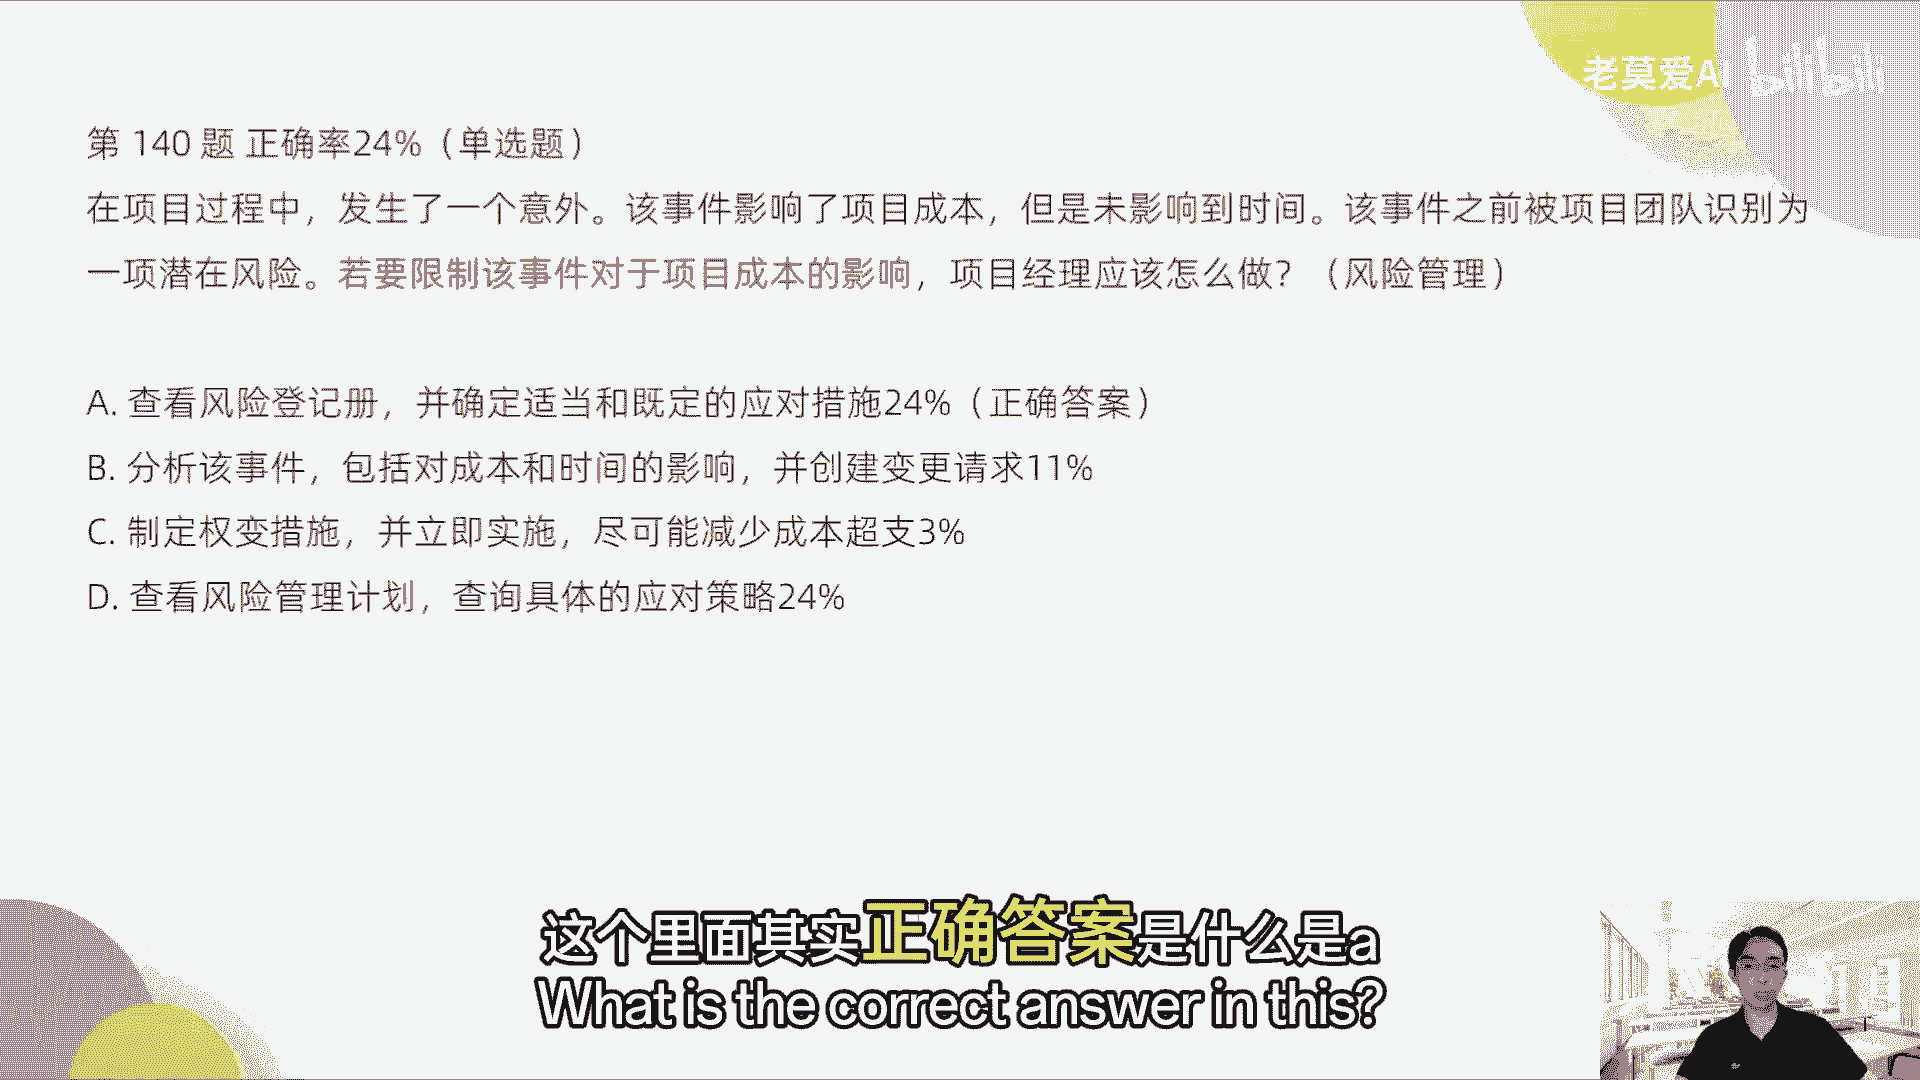 老莫爱AI bilibili
第 140 题 正确率24%（单选题）
在项目过程中，发生了一个意外。该事件影响了项目成本，但是未影响到时间。该事件之前被项目团队识别为
一项潜在风险。若要限制该事件对于项目成本的影响，项目经理应该怎么做？（风险管理）
A. 查看风险登记册，并确定适当和既定的应对措施24%（正确答案）
B. 分析该事件，包括对成本和时间的影响，并创建变更请求11%
C. 制定权变措施，并立即实施，尽可能减少成本超支3%
D. 查看风险管理计划，查询具体的应对策略24%
这个里面其实正确答案是什么是a
What is the correct answer in this?